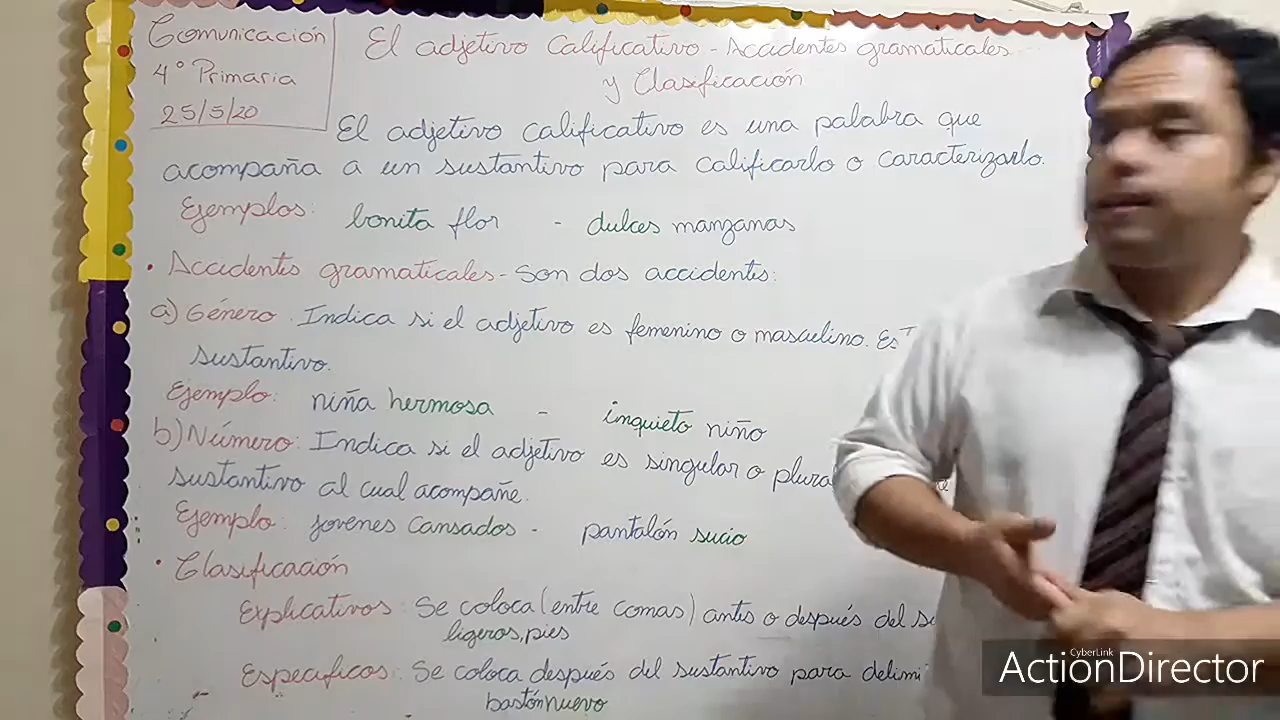 Comunicación
4° Primaria
25/5/20
El adjetivo calificativo - Accidentes gramaticales
y Clasificación
El adjetivo calificativo es una palabra que
acompaña a un sustantivo para calificarlo o caracterizarlo.
Ejemplos: bonita flor - dulces manzanas
• Accidentes gramaticales - Son dos accidentes:
a) Género. Indica si el adjetivo es femenino o masculino.
sustantivo.
Ejemplo: niña hermosa - inquieto niño
b) Número: Indica si el adjetivo es singular o
sustantivo al cual acompañe.
Ejemplo: jovenes cansados - pantalón sucio
• Clasificación
Explicativos: Se coloca (entre comas) antes o después del
ligeros, pies
Especificos: Se coloca después del sustantivo para
bastón nuevo
CyberLink
ActionDirector